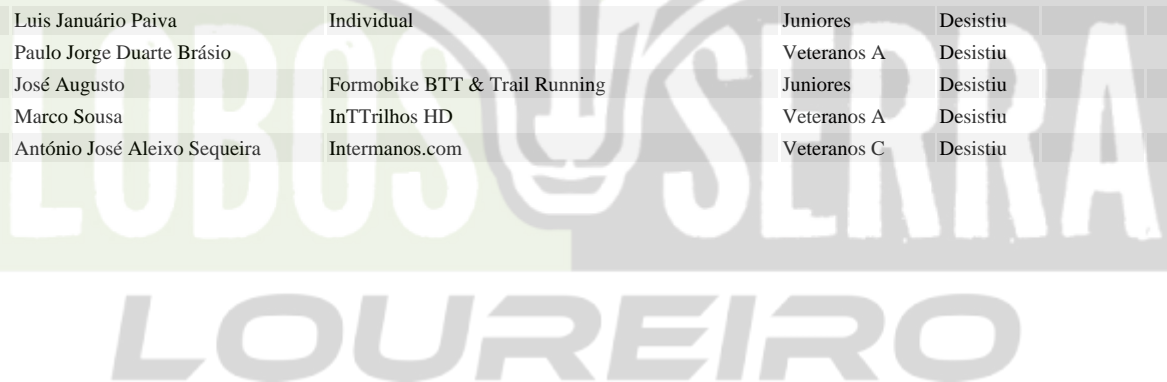 Luis Januário Paiva Individual Juniores Desistiu
Paulo Jorge Duarte Brásio Veteranos A Desistiu
José Augusto Formobike BTT & Trail Running Juniores Desistiu
Marco Sousa InTTrilhos HD Veteranos A Desistiu
António José Aleixo Sequeira Intermanos.com Veteranos C Desistiu
LOBOS SERRA
LOUREIRO